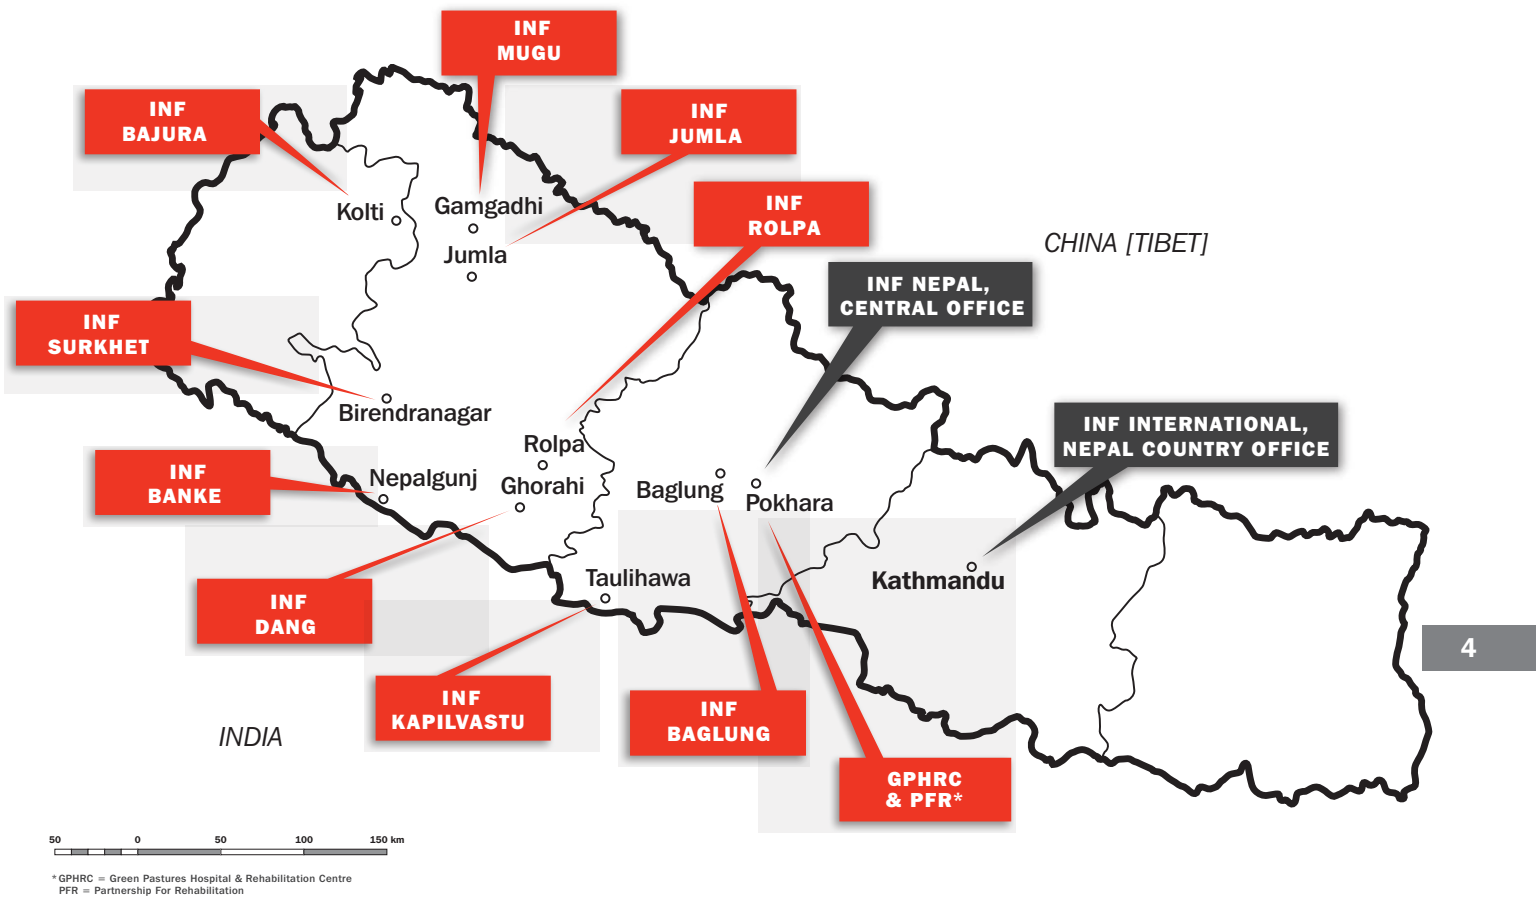 INF
MUGU
INF
BAJURA
INF
JUMLA
INF
ROLPA
Kolti
Gamgadhi
Jumla
CHINA [TIBET]
INF NEPAL,
CENTRAL OFFICE
INF
SURKHET
Birendranagar
INF INTERNATIONAL,
NEPAL COUNTRY OFFICE
Rolpa
INF
BANKE
Nepalgunj
Ghorahi
Baglung
Pokhara
Taulihawa
Kathmandu
INF
DANG
4
INF
KAPILVASTU
INF
BAGLUNG
INDIA
GPHRC
& PFR*
50 0 50 100 150 km
*GPHRC = Green Pastures Hospital & Rehabilitation Centre
PFR = Partnership For Rehabilitation